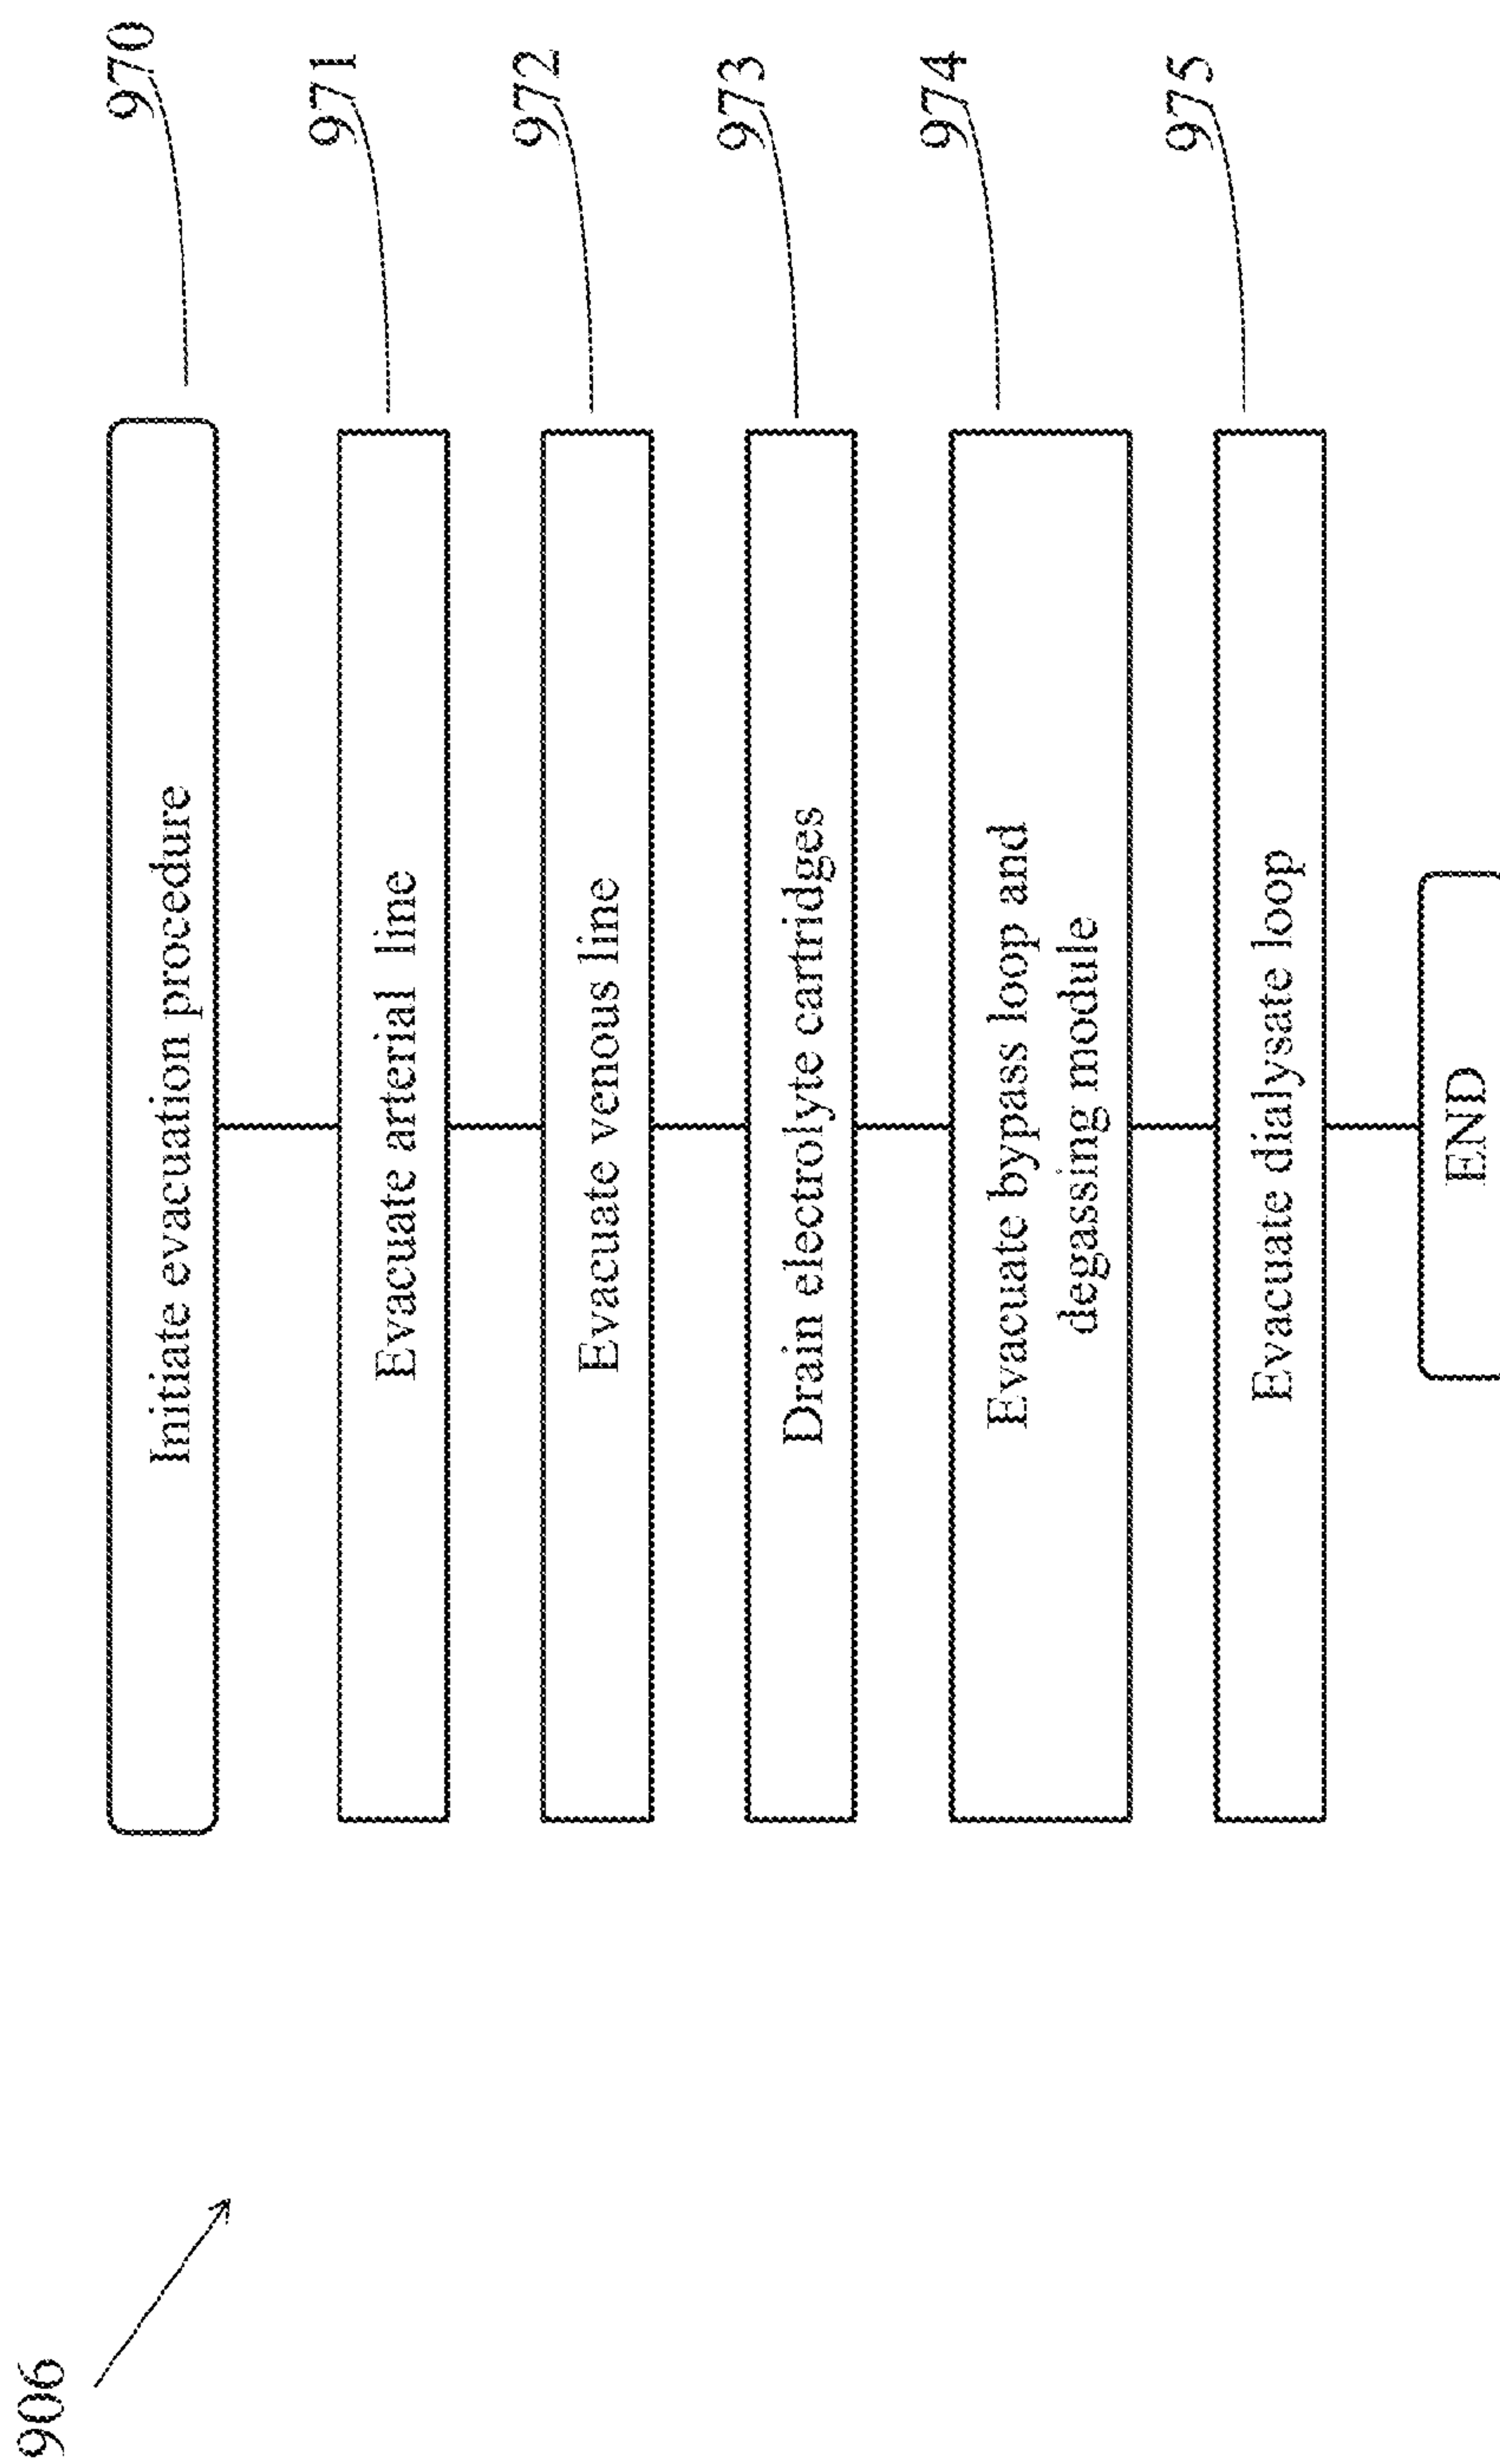 906
Initiate evacuation procedure
970
Evacuate arterial line
971
Evacuate venous line
972
Drain electrolyte cartridges
973
Evacuate bypass loop and
degassing module
974
Evacuate dialysate loop
975
END